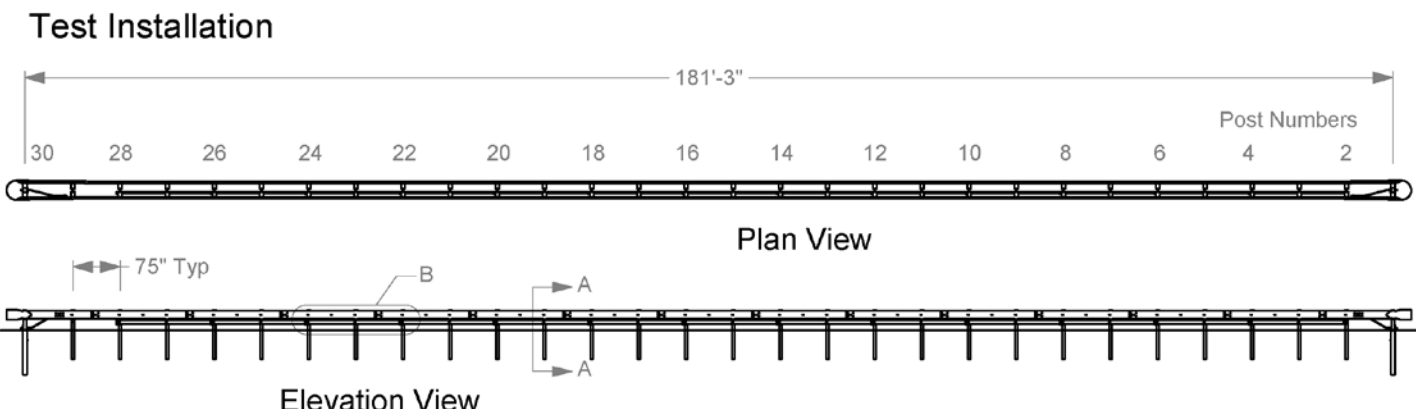 Test Installation
181'-3"
Post Numbers
30 28 26 24 22 20 18 16 14 12 10 8 6 4 2
Plan View
75" Typ
B
A
A
Elevation View